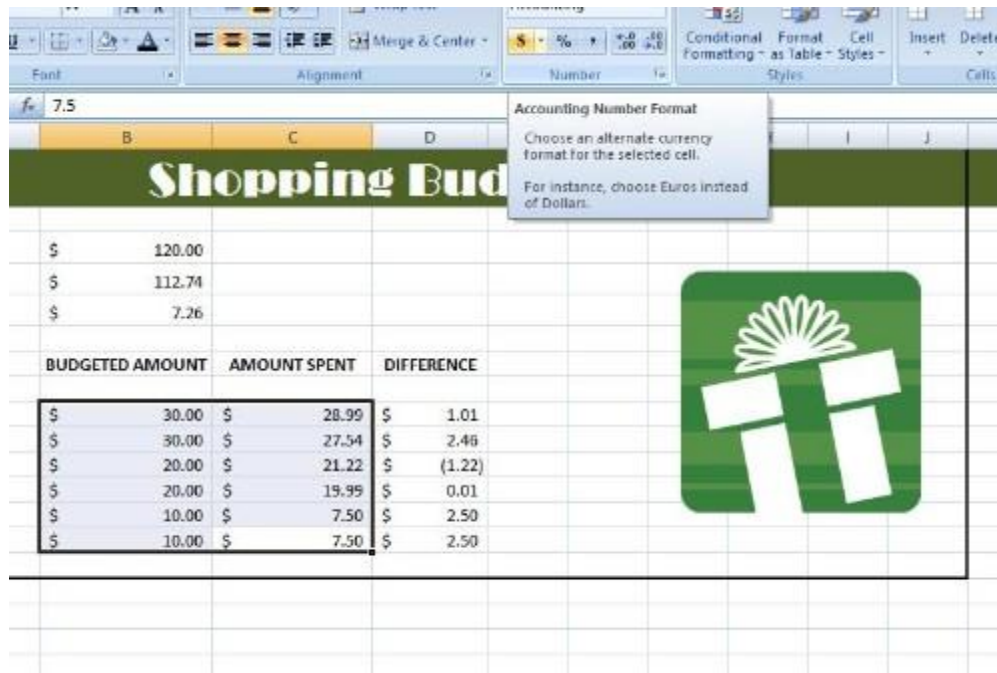 Merge & Center
$ % , .00
Conditional Format Cell
Formatting as Table Styles
Insert Delete
Font Alignment Number Styles Cells
fx 7.5
Accounting Number Format
Choose an alternate currency
format for the selected cell.
For instance, choose Euros instead
of Dollars.
B C D I J
Shopping Bud
$ 120.00
$ 112.74
$ 7.26
BUDGETED AMOUNT AMOUNT SPENT DIFFERENCE
$ 30.00 $ 28.99 $ 1.01
$ 30.00 $ 27.54 $ 2.46
$ 20.00 $ 21.22 $ (1.22)
$ 20.00 $ 19.99 $ 0.01
$ 10.00 $ 7.50 $ 2.50
$ 10.00 $ 7.50 $ 2.50